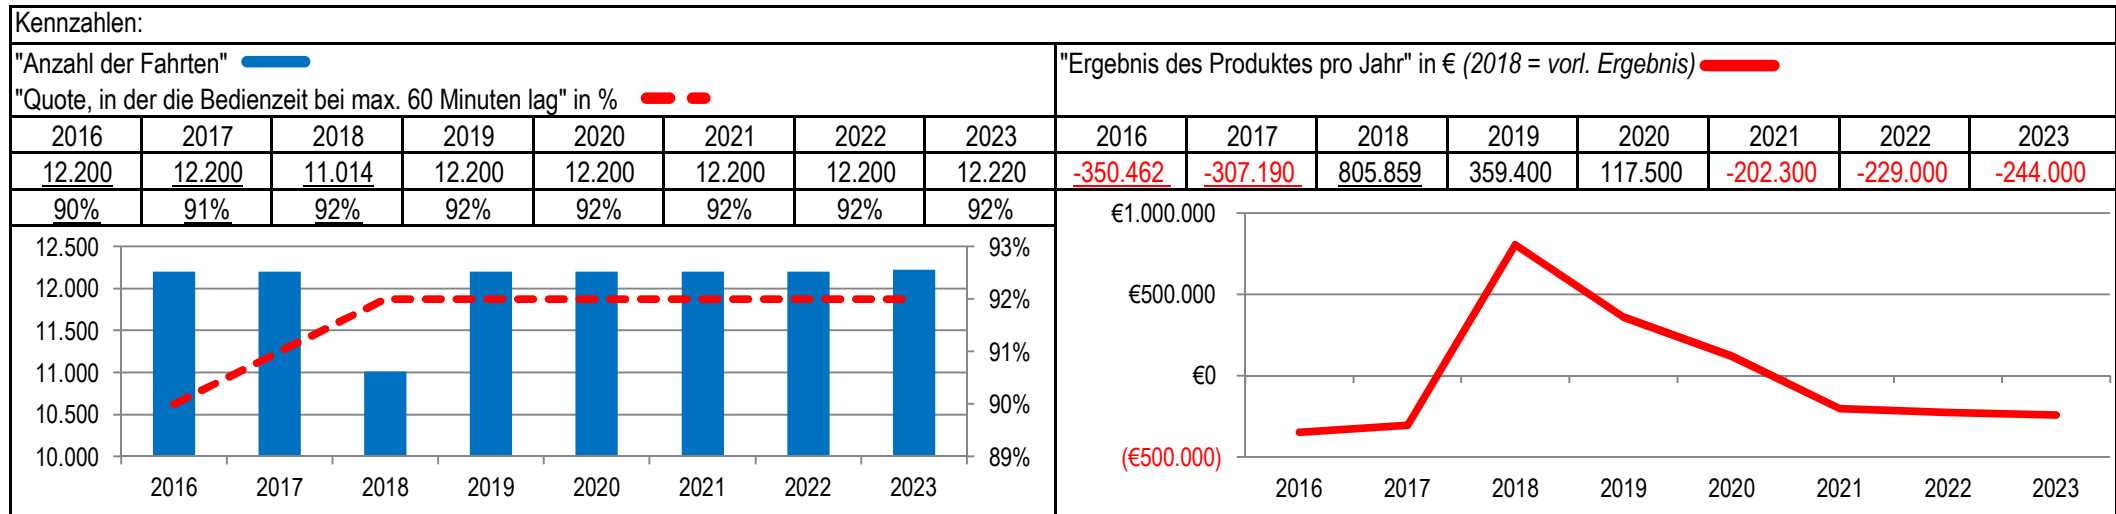 Kennzahlen:
"Anzahl der Fahrten"
"Quote, in der die Bedienzeit bei max. 60 Minuten lag" in %
2016 2017 2018 2019 2020 2021 2022 2023
12.200 12.200 11.014 12.200 12.200 12.200 12.200 12.220
90% 91% 92% 92% 92% 92% 92% 92%
12.500 93%
12.000 92%
11.500
11.000 91%
10.500 90%
10.000 89%
2016 2017 2018 2019 2020 2021 2022 2023
"Ergebnis des Produktes pro Jahr" in € (2018 = vorl. Ergebnis)
2016 2017 2018 2019 2020 2021 2022 2023
-350.462 -307.190 805.859 359.400 117.500 -202.300 -229.000 -244.000
€1.000.000
€500.000
€0
(€500.000)
2016 2017 2018 2019 2020 2021 2022 2023